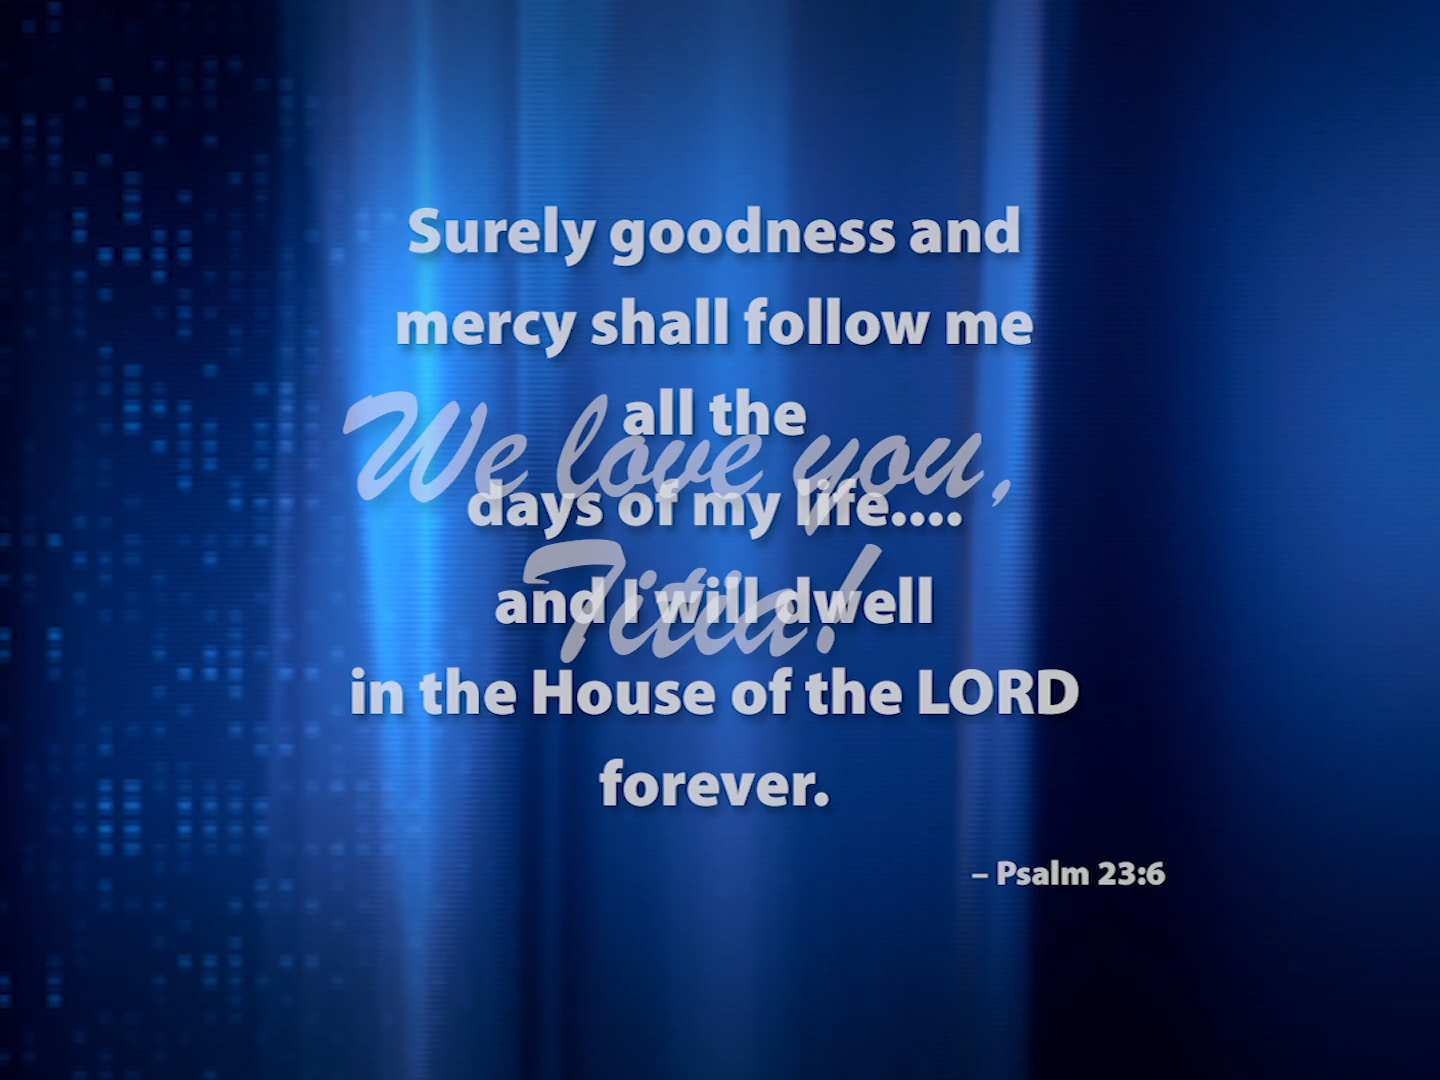 Surely goodness and
mercy shall follow me
all the
We love you,
days of my life....
Titia!
and I will dwell
in the House of the LORD
forever.
– Psalm 23:6